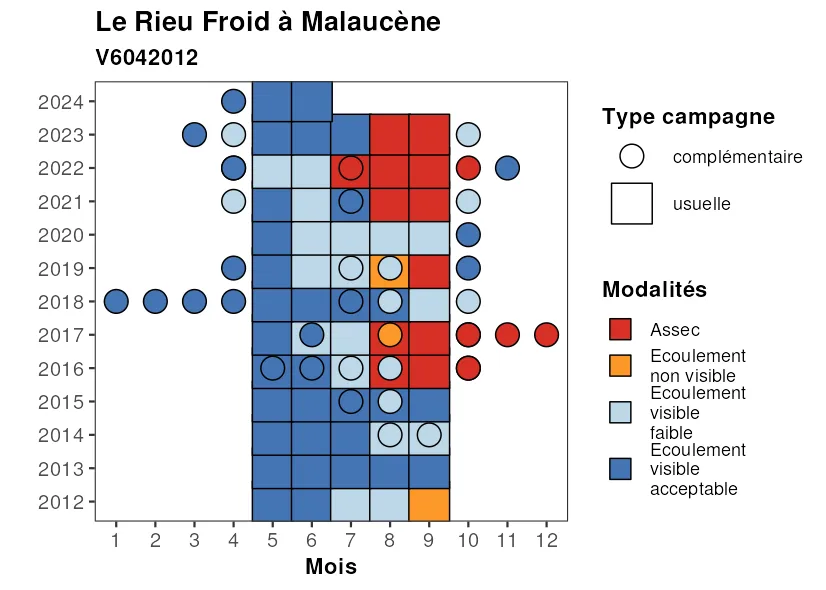 Le Rieu Froid à Malaucène
V6042012
2024
2023
2022
2021
2020
2019
2018
2017
2016
2015
2014
2013
2012
1 2 3 4 5 6 7 8 9 10 11 12
Mois
Type campagne
complémentaire
usuelle
Modalités
Assec
Ecoulement
non visible
Ecoulement
visible
faible
Ecoulement
visible
acceptable